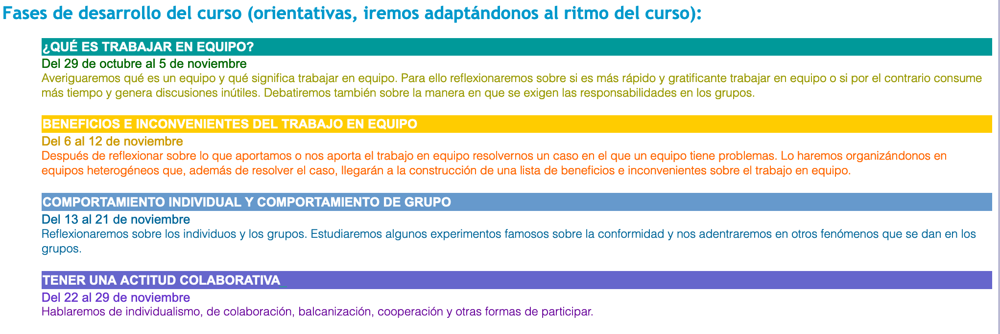 Fases de desarrollo del curso (orientativas, iremos adaptándonos al ritmo del curso):
¿QUÉ ES TRABAJAR EN EQUIPO?
Del 29 de octubre al 5 de noviembre
Averiguaremos qué es un equipo y qué significa trabajar en equipo. Para ello reflexionaremos sobre si es más rápido y gratificante trabajar en equipo o si por el contrario consume
más tiempo y genera discusiones inútiles. Debatiremos también sobre la manera en que se exigen las responsabilidades en los grupos.
BENEFICIOS E INCONVENIENTES DEL TRABAJO EN EQUIPO
Del 6 al 12 de noviembre
Después de reflexionar sobre lo que aportamos o nos aporta el trabajo en equipo resolvernos un caso en el que un equipo tiene problemas. Lo haremos organizándonos en
equipos heterogéneos que, además de resolver el caso, llegarán a la construcción de una lista de beneficios e inconvenientes sobre el trabajo en equipo.
COMPORTAMIENTO INDIVIDUAL Y COMPORTAMIENTO DE GRUPO
Del 13 al 21 de noviembre
Reflexionaremos sobre los individuos y los grupos. Estudiaremos algunos experimentos famosos sobre la conformidad y nos adentraremos en otros fenómenos que se dan en los
grupos.
TENER UNA ACTITUD COLABORATIVA
Del 22 al 29 de noviembre
Hablaremos de individualismo, de colaboración, balcanización, cooperación y otras formas de participar.